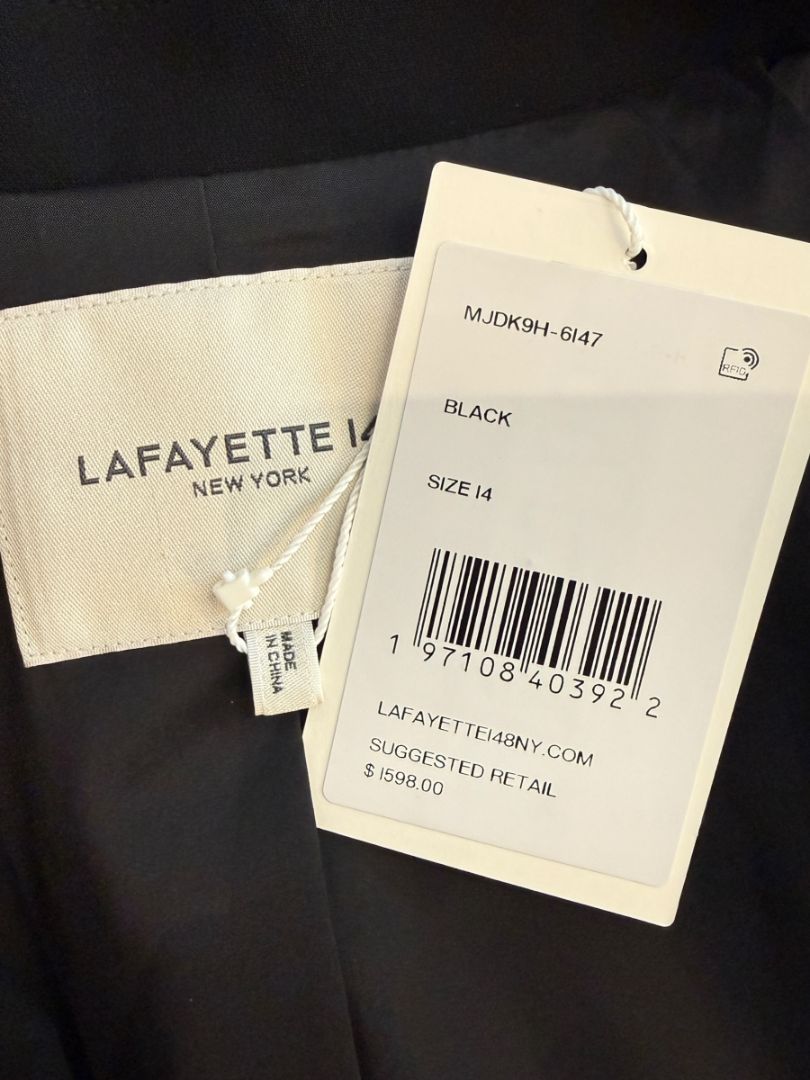 LAFAYETTE 14
NEW YORK
MADE
IN CHINA
MJDK9H-6147
RFID
BLACK
SIZE 14
1 97108 40392 2
LAFAYETTE148NY.COM
SUGGESTED RETAIL
$ 1598.00